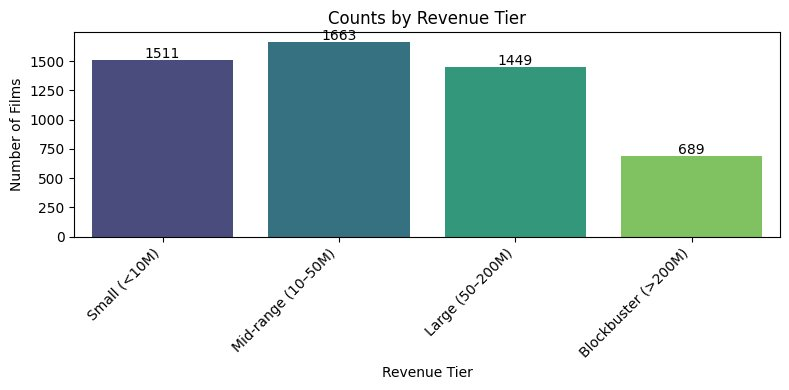 Counts by Revenue Tier
Number of Films
1500
1250
1000
750
500
250
0
1511
1663
1449
689
Small (<10M)
Mid-range (10–50M)
Large (50–200M)
Blockbuster (>200M)
Revenue Tier